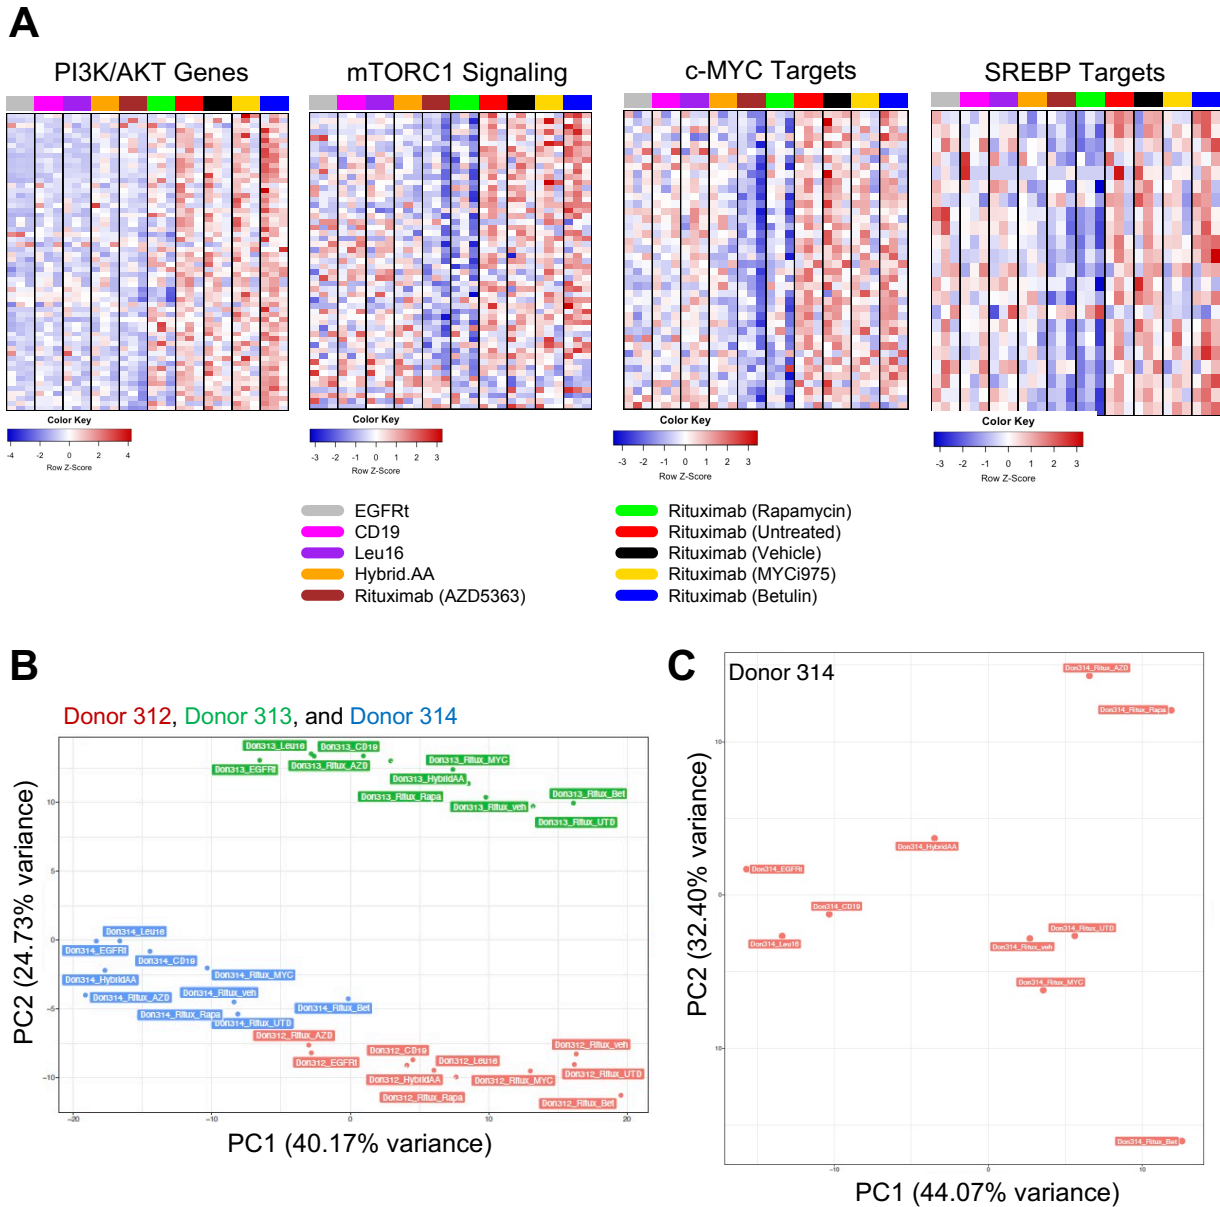 A
PI3K/AKT Genes
mTORC1 Signaling
c-MYC Targets
SREBP Targets
Color Key
-4 -2 0 2 4
Row Z-Score
Color Key
-3 -2 -1 0 1 2 3
Row Z-Score
Color Key
-3 -2 -1 0 1 2 3
Row Z-Score
Color Key
-3 -2 -1 0 1 2 3
Row Z-Score
EGFRt
CD19
Leu16
Hybrid.AA
Rituximab (AZD5363)
Rituximab (Rapamycin)
Rituximab (Untreated)
Rituximab (Vehicle)
Rituximab (MYCi975)
Rituximab (Betulin)
B
Donor 312, Donor 313, and Donor 314
Don313_Leu16
Don313_CD19
Don313_EGFRt
Don313_Ritux_AZD
Don313_Ritux_MYC
Don313_HybridAA
Don313_Ritux_Rapa
Don313_Ritux_veh
Don313_Ritux_Bet
Don313_Ritux_UTD
Don314_Leu16
Don314_EGFRt
Don314_CD19
Don314_HybridAA
Don314_Ritux_MYC
Don314_Ritux_AZD
Don314_Ritux_veh
Don314_Ritux_Rapa
Don314_Ritux_UTD
Don314_Ritux_Bet
Don312_Ritux_AZD
Don312_EGFRt
Don312_CD19
Don312_Leu16
Don312_HybridAA
Don312_Ritux_Rapa
Don312_Ritux_MYC
Don312_Ritux_veh
Don312_Ritux_UTD
Don312_Ritux_Bet
10
5
0
-5
-10
-20 -10 0 10 20
PC2 (24.73% variance)
PC1 (40.17% variance)
C
Donor 314
Don314_Ritux_AZD
Don314_Ritux_Rapa
Don314_HybridAA
Don314_EGFRt
Don314_CD19
Don314_Leu16
Don314_Ritux_UTD
Don314_Ritux_veh
Don314_Ritux_MYC
Don314_Ritux_Bet
10
0
10
-10 0 10
PC2 (32.40% variance)
PC1 (44.07% variance)